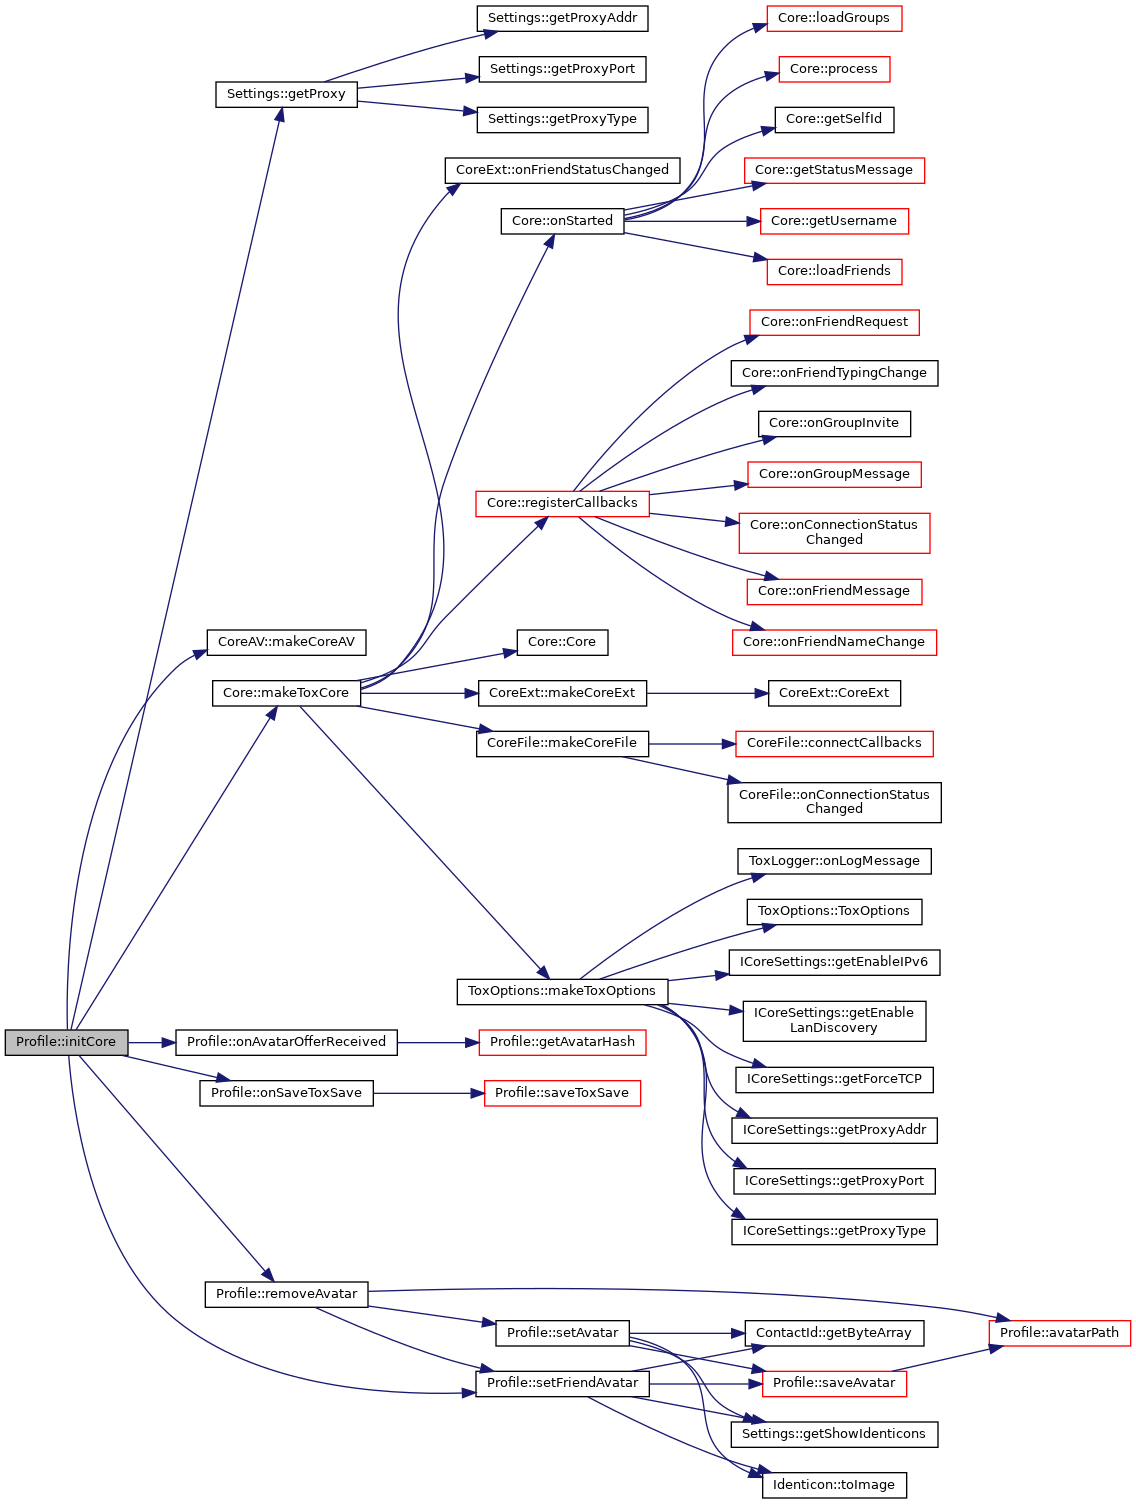 Settings::getProxyAddr
Core::loadGroups
Settings::getProxyPort
Core::process
Settings::getProxy
Settings::getProxyType
Core::getSelfId
CoreExt::onFriendStatusChanged
Core::getStatusMessage
Core::onStarted
Core::getUsername
Core::loadFriends
Core::onFriendRequest
Core::onFriendTypingChange
Core::onGroupInvite
Core::onGroupMessage
Core::registerCallbacks
Core::onConnectionStatus
Changed
Core::onFriendMessage
CoreAV::makeCoreAV
Core::Core
Core::onFriendNameChange
Core::makeToxCore
CoreExt::makeCoreExt
CoreExt::CoreExt
CoreFile::makeCoreFile
CoreFile::connectCallbacks
CoreFile::onConnectionStatus
Changed
ToxLogger::onLogMessage
ToxOptions::ToxOptions
ICoreSettings::getEnableIPv6
ToxOptions::makeToxOptions
ICoreSettings::getEnable
LanDiscovery
Profile::initCore
Profile::onAvatarOfferReceived
Profile::getAvatarHash
ICoreSettings::getForceTCP
Profile::onSaveToxSave
Profile::saveToxSave
ICoreSettings::getProxyAddr
ICoreSettings::getProxyPort
ICoreSettings::getProxyType
Profile::removeAvatar
Profile::setAvatar
ContactId::getByteArray
Profile::avatarPath
Profile::setFriendAvatar
Profile::saveAvatar
Settings::getShowIdenticons
Identicon::toImage